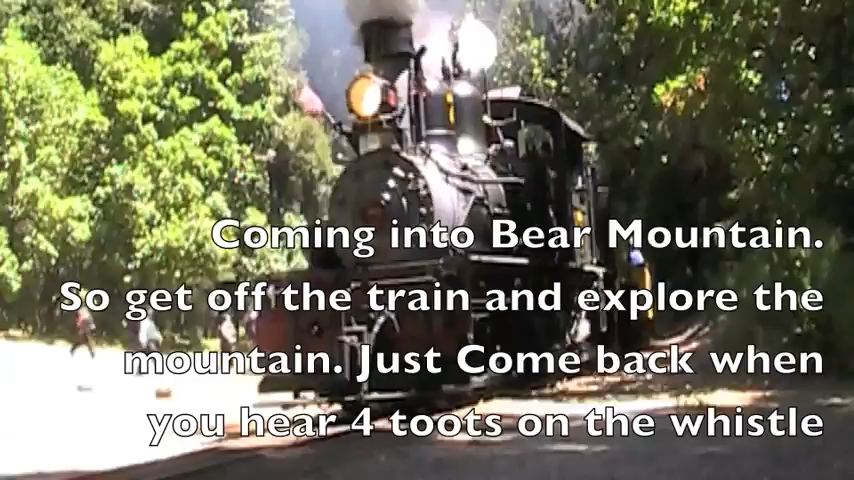 Coming into Bear Mountain.
So get off the train and explore the
mountain. Just Come back when
you hear 4 toots on the whistle